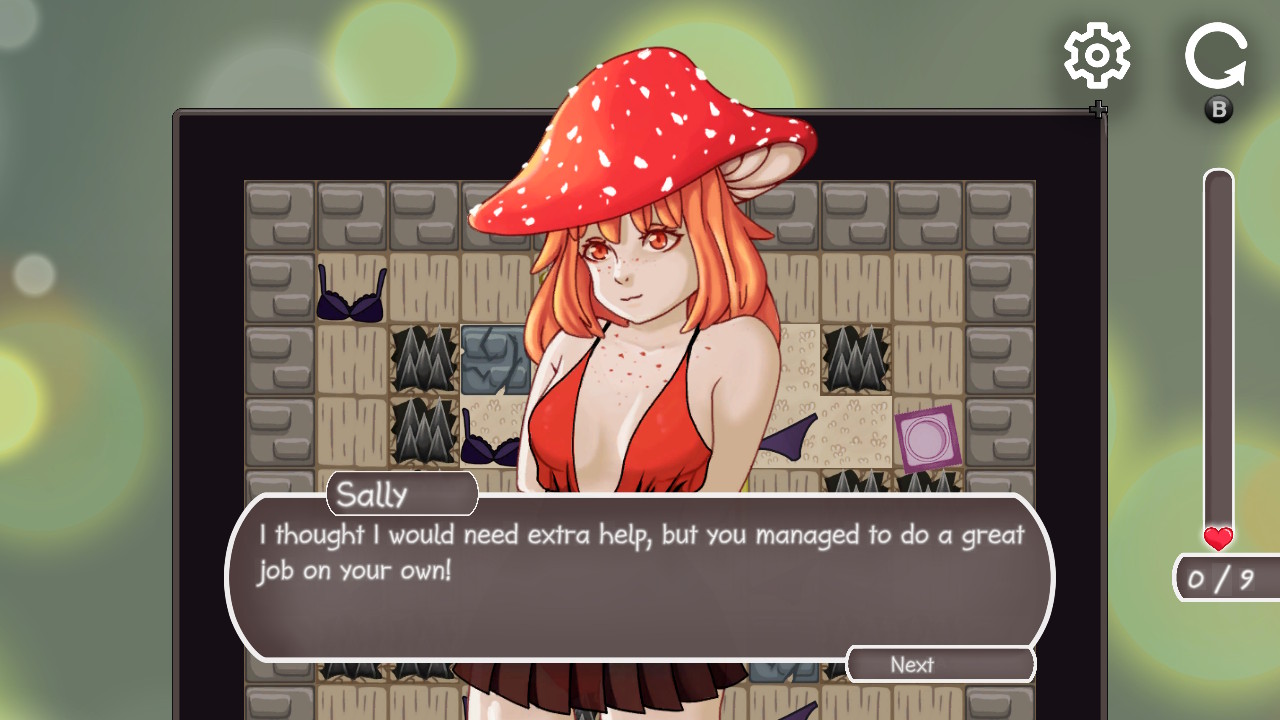 B
Sally
I thought I would need extra help, but you managed to do a great
job on your own!
0 / 9
Next